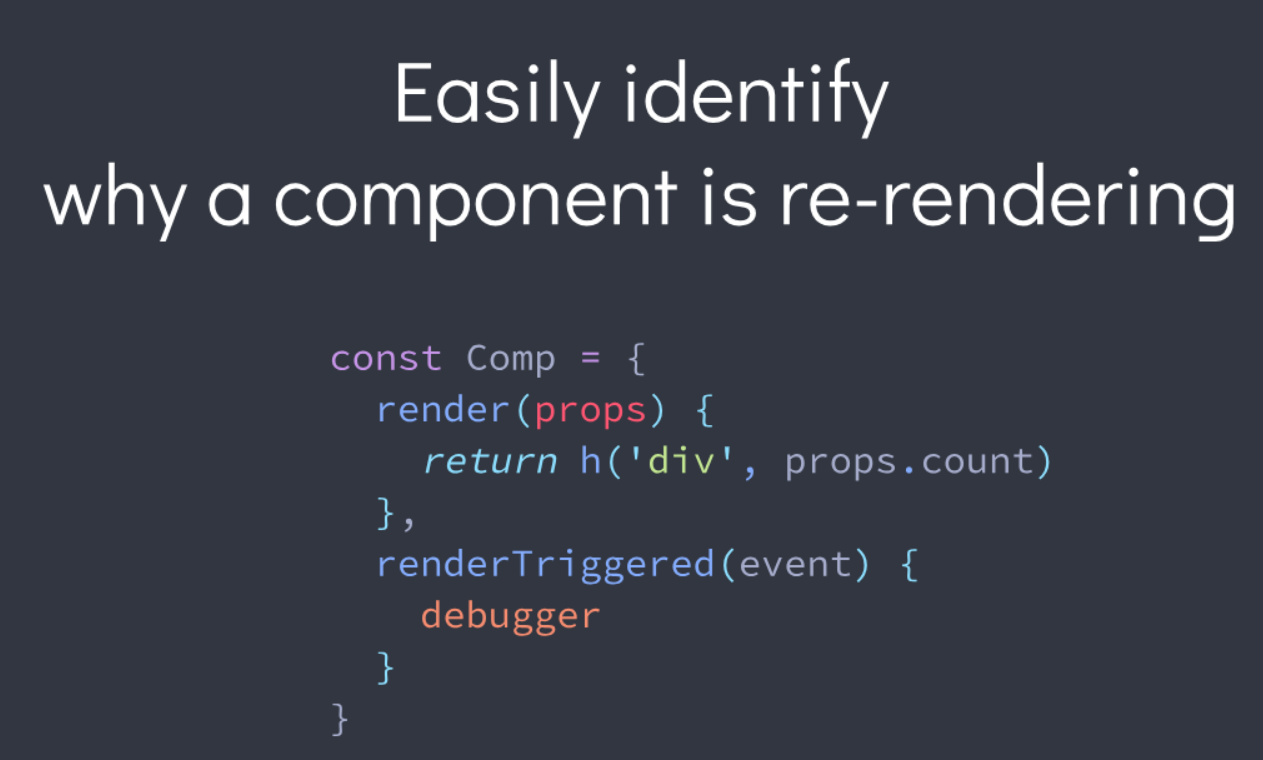 Easily identify
why a component is re-rendering
const Comp = {
  render(props) {
    return h('div', props.count)
  },
  renderTriggered(event) {
    debugger
  }
}